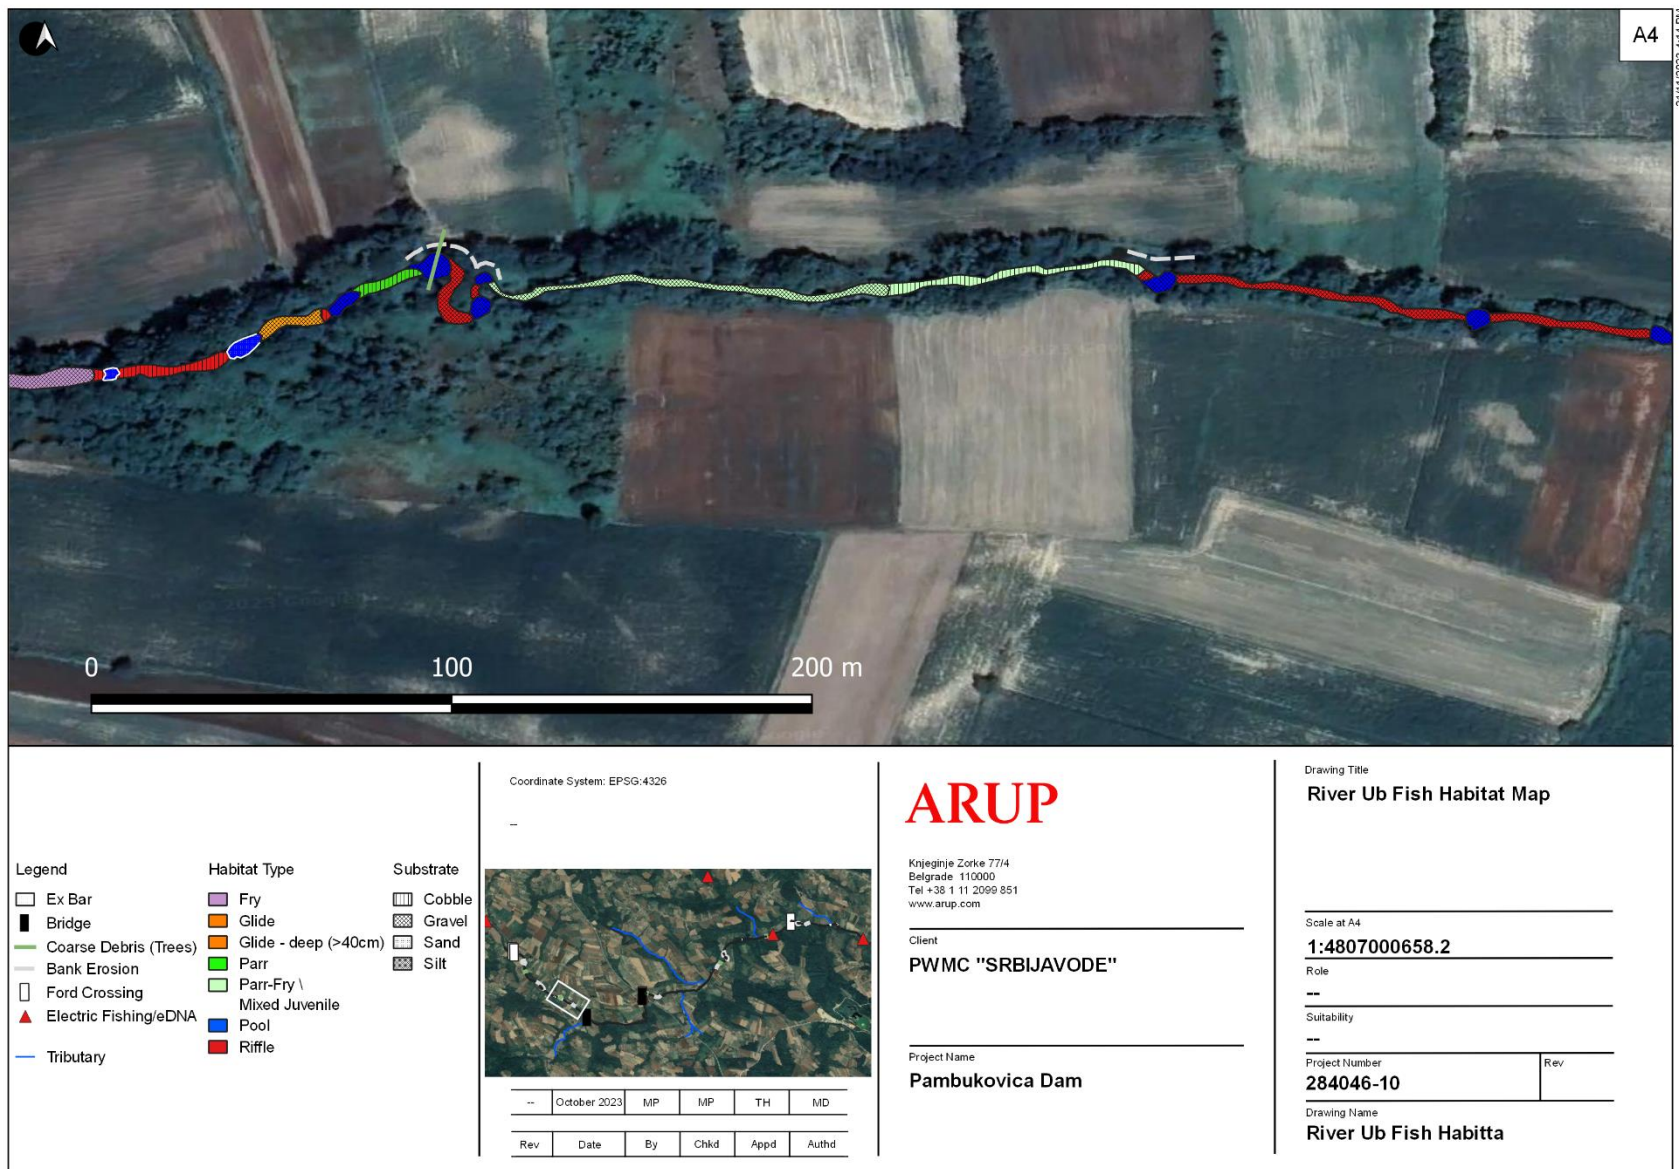 A4
0 100 200 m
Legend
Ex Bar
Bridge
Coarse Debris (Trees)
Bank Erosion
Ford Crossing
Electric Fishing/eDNA
Tributary
Habitat Type
Fry
Glide
Glide - deep (>40cm)
Parr
Parr-Fry \
Mixed Juvenile
Pool
Riffle
Substrate
Cobble
Gravel
Sand
Silt
Coordinate System: EPSG:4326
--
-- October 2023 MP MP TH MD
Rev Date By Chkd Appd Authd
ARUP
Knjeginje Zorke 77/4
Belgrade 110000
Tel +38 1 11 2099 851
www.arup.com
Client
PWMC "SRBIJAVODE"
Project Name
Pambukovica Dam
Drawing Title
River Ub Fish Habitat Map
Scale at A4
1:4807000658.2
Role
--
Suitability
--
Project Number Rev
284046-10
Drawing Name
River Ub Fish Habitta